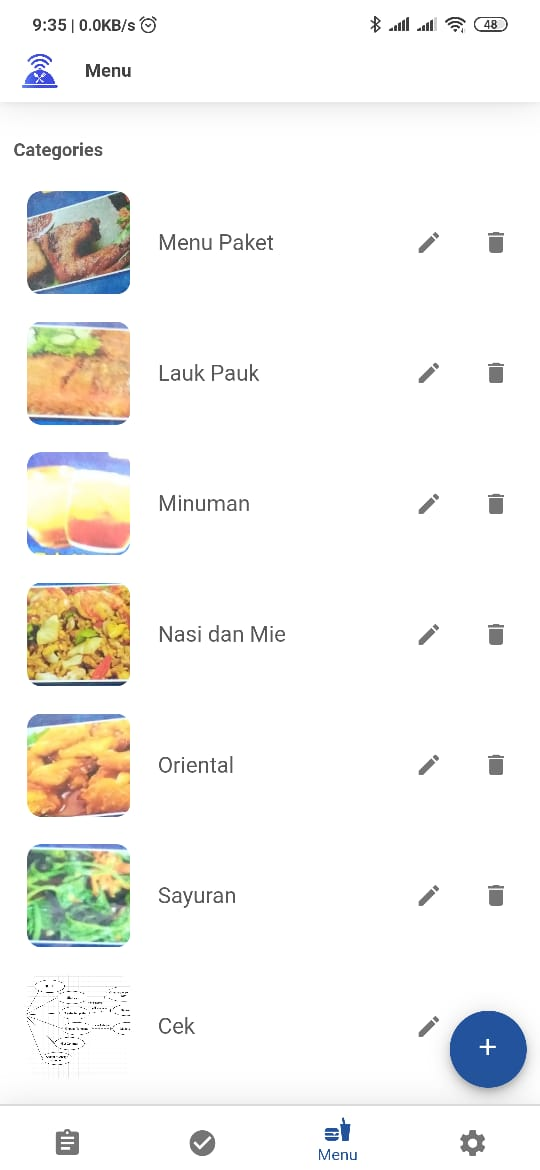 9:35 | 0.0KB/s
48
Menu
Categories
Menu Paket
Lauk Pauk
Minuman
Nasi dan Mie
Oriental
Sayuran
Cek
+
Menu